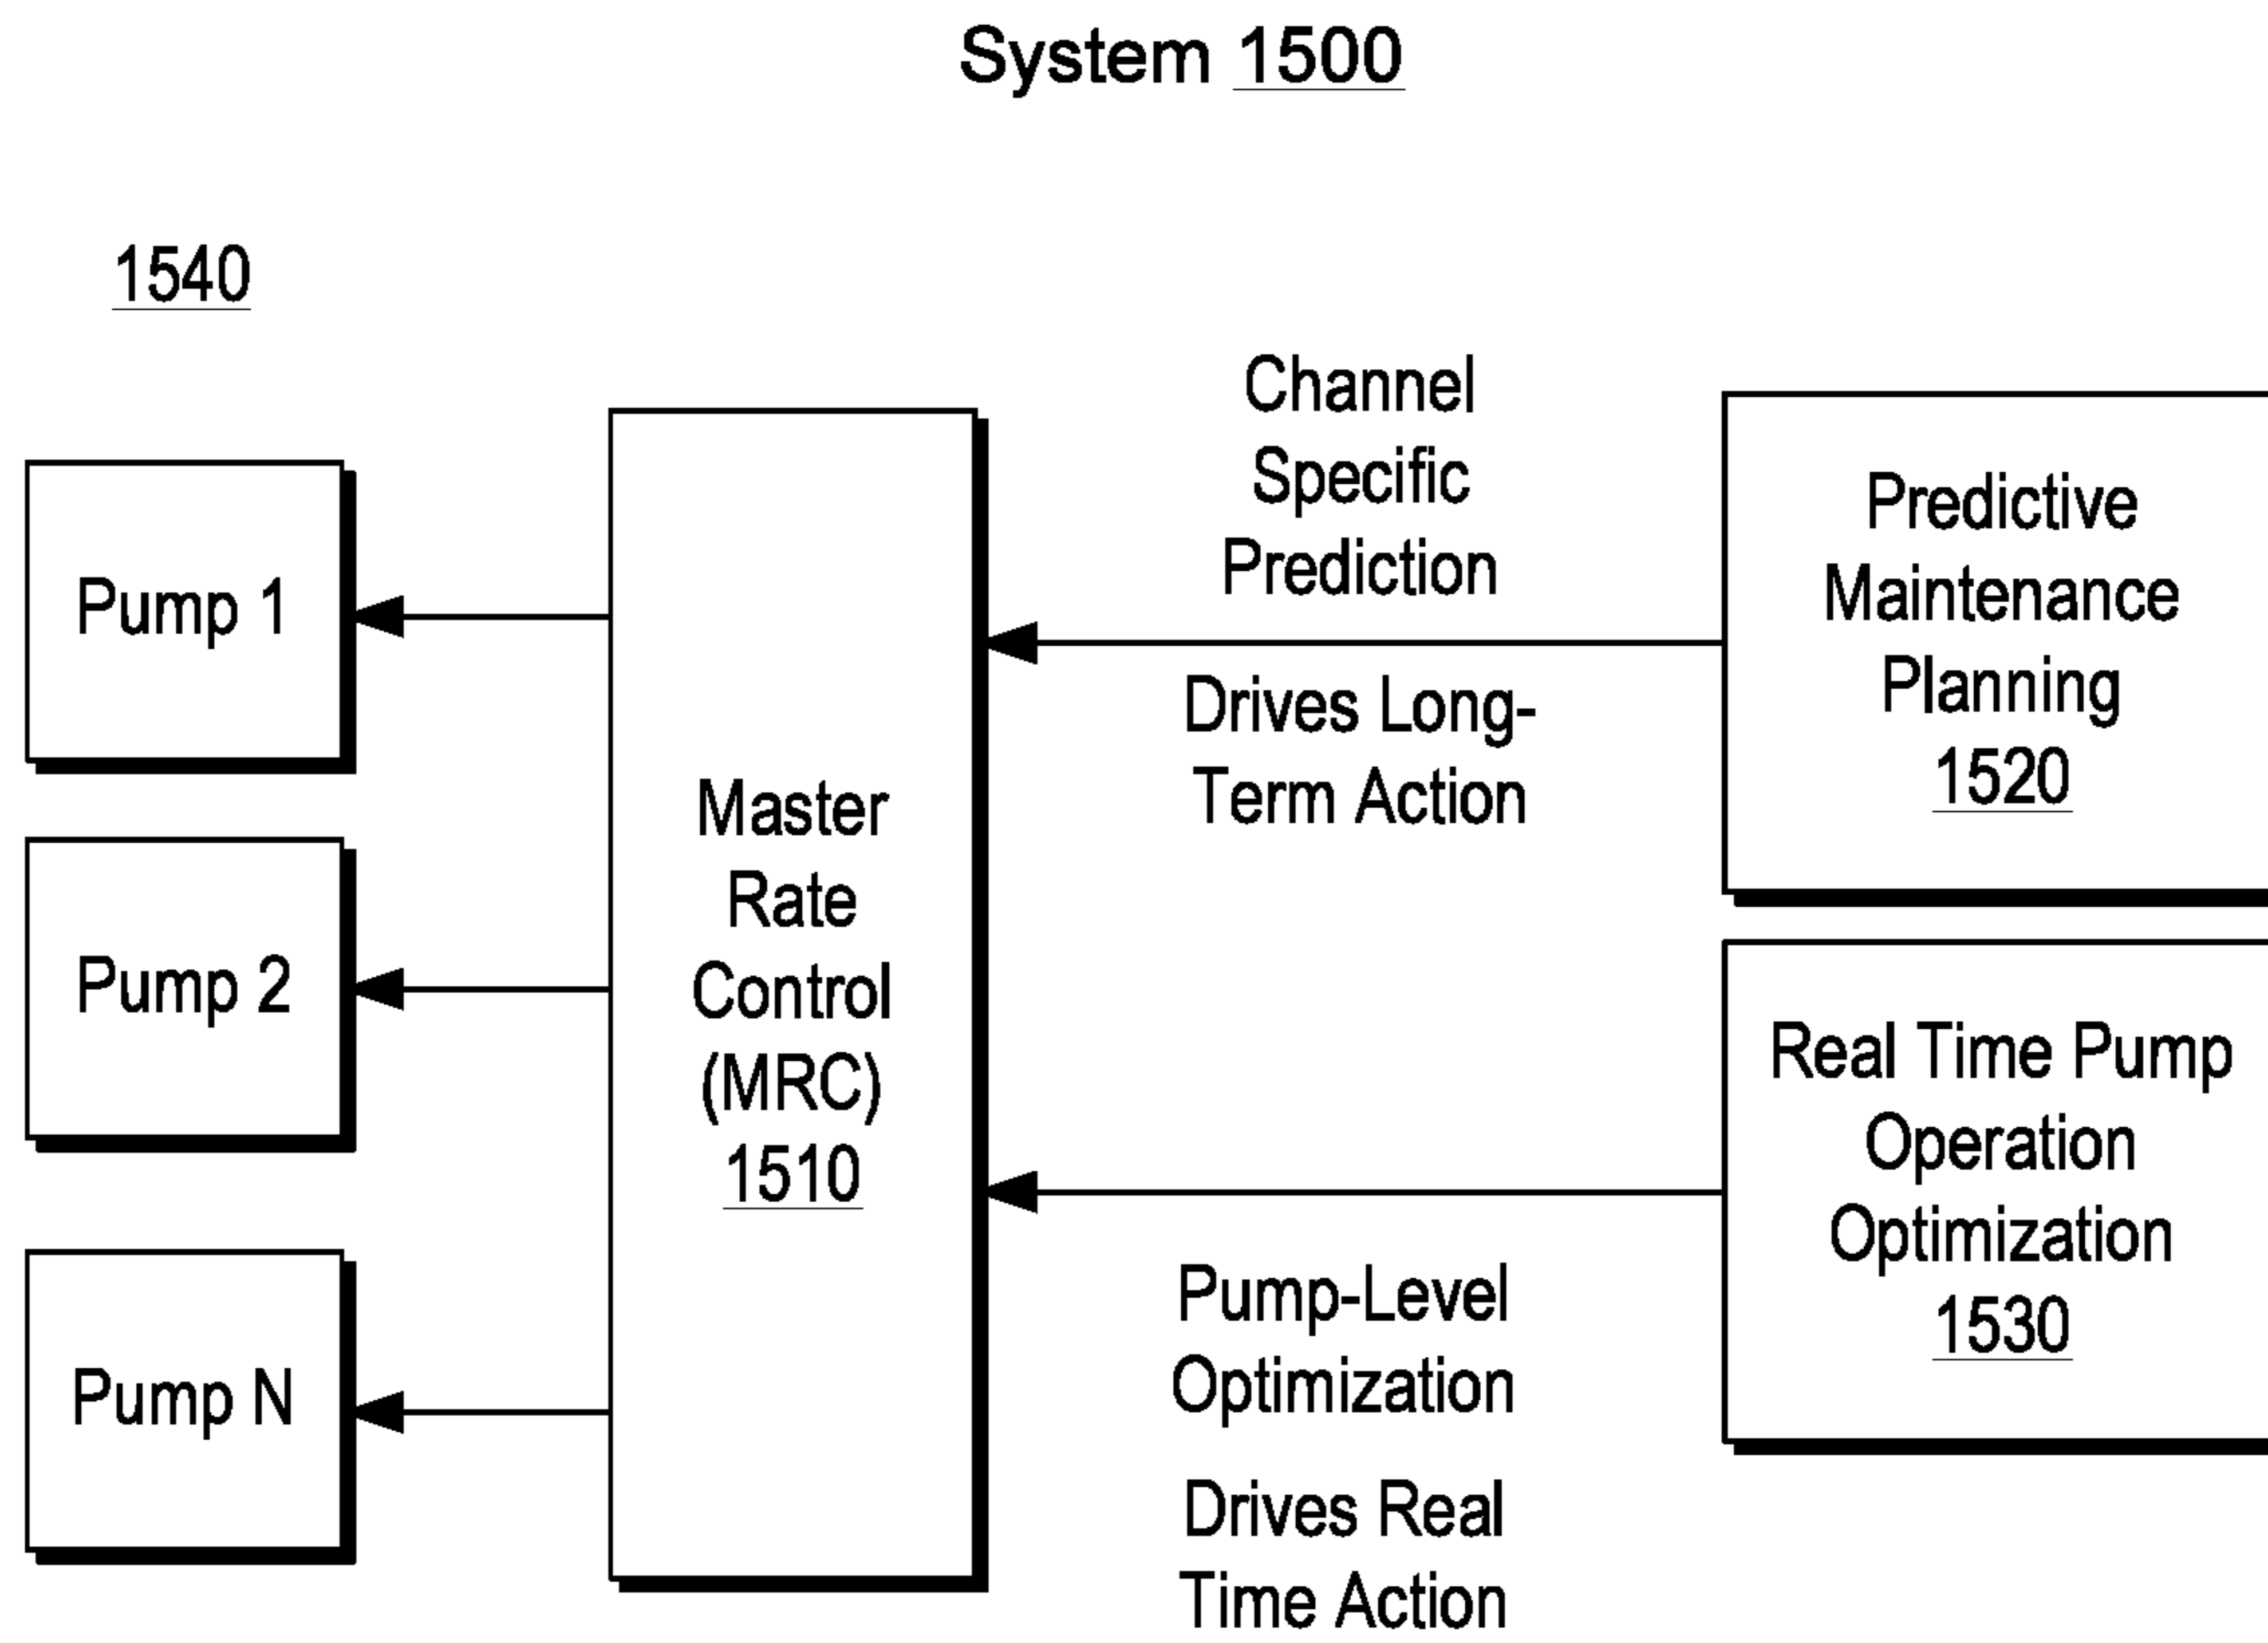 System 1500
1540
Pump 1
Pump 2
Pump N
Master
Rate
Control
(MRC)
1510
Channel
Specific
Prediction
Drives Long-
Term Action
Pump-Level
Optimization
Drives Real
Time Action
Predictive
Maintenance
Planning
1520
Real Time Pump
Operation
Optimization
1530